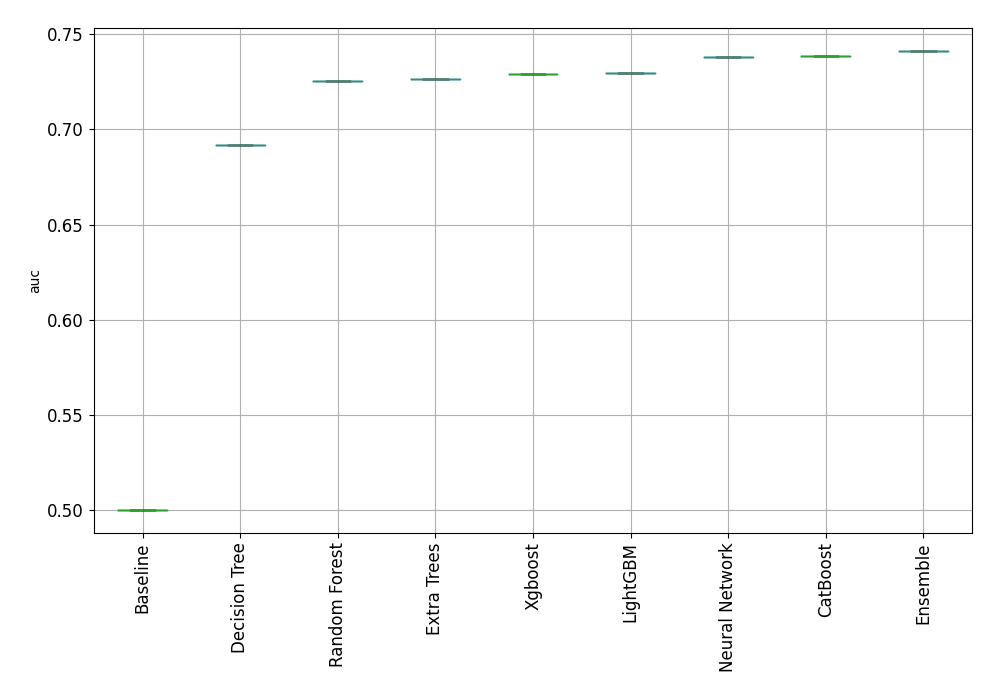 0.75
0.70
0.65
0.60
0.55
0.50
auc
Baseline
Decision Tree
Random Forest
Extra Trees
Xgboost
LightGBM
Neural Network
CatBoost
Ensemble